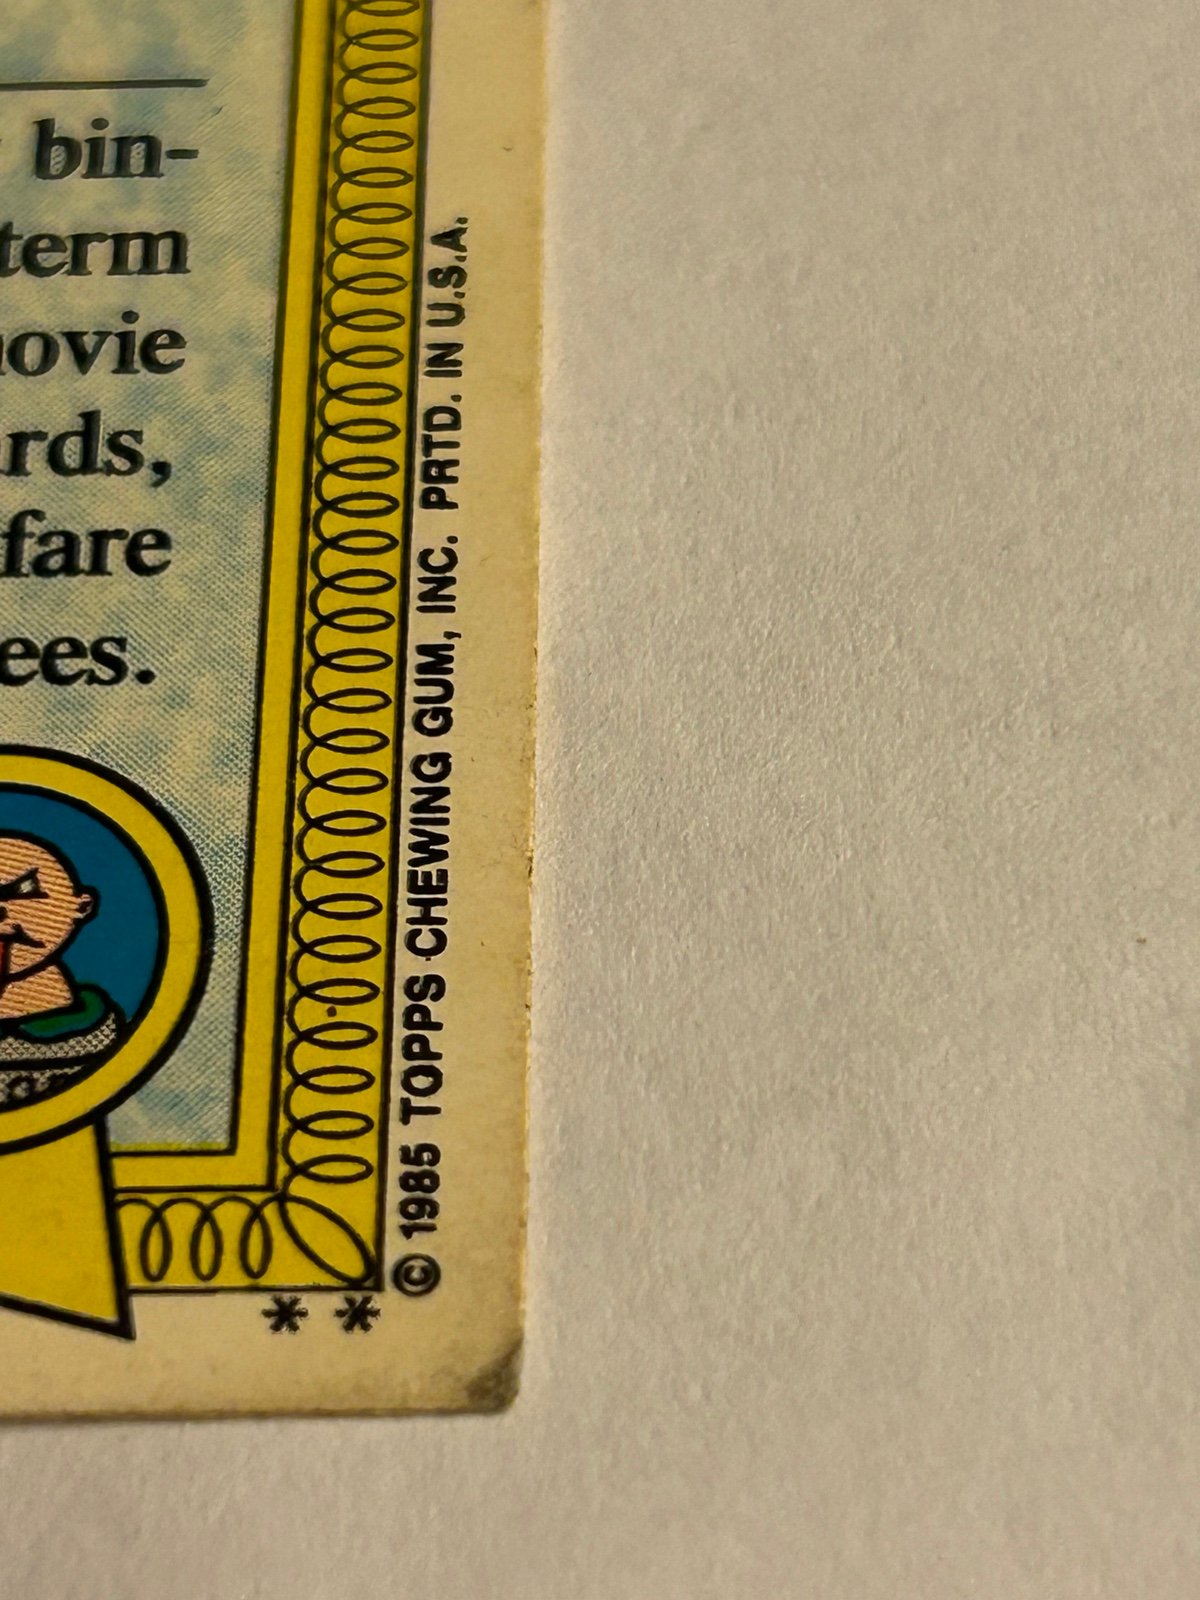 bin-
term
ovie
rds,
fare
ees.
© 1985 TOPPS CHEWING GUM, INC. PRTD. IN U.S.A.
* *